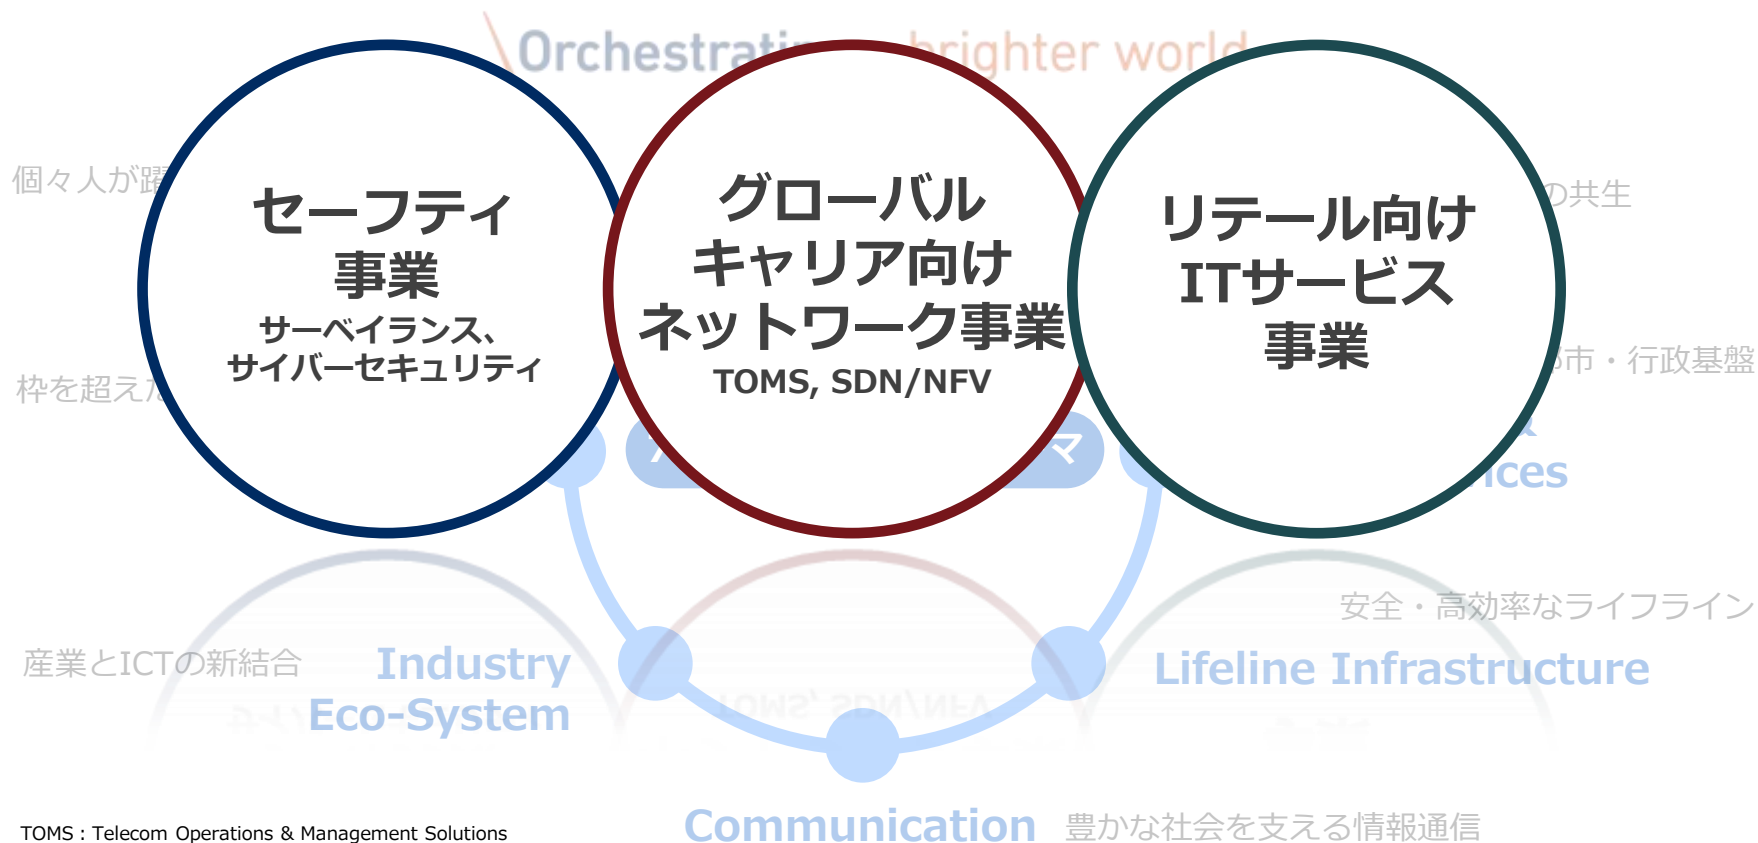 Orchestrating brighter world
個々人が躍
の共生
セーフティ
事業
サーベイランス、
サイバーセキュリティ
グローバル
キャリア向け
ネットワーク事業
TOMS, SDN/NFV
リテール向け
ITサービス
事業
枠を超えた
都市・行政基盤
マ
&
安全・高効率なライフライン
産業とICTの新結合
Industry
Eco-System
Lifeline Infrastructure
TOMS, SDN/NFV
Communication 豊かな社会を支える情報通信
TOMS : Telecom Operations & Management Solutions